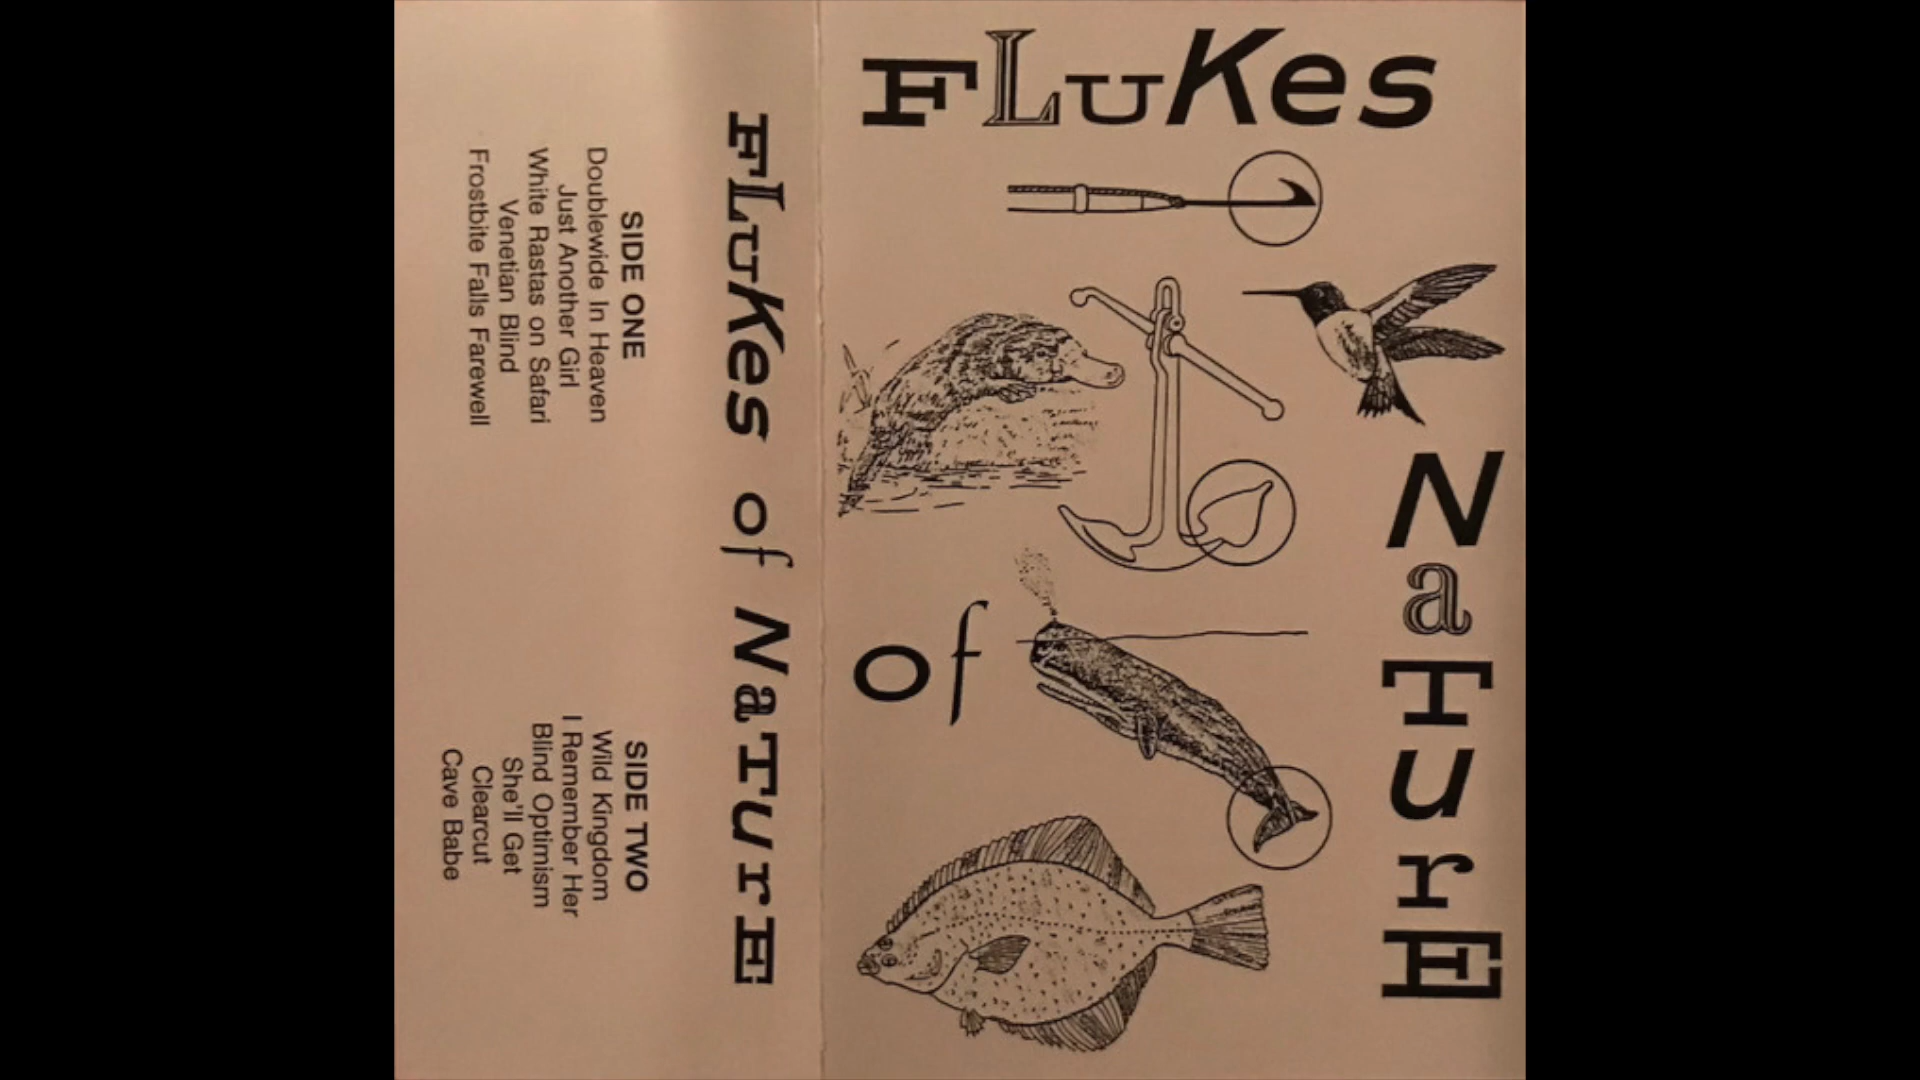 FLuKes
of
NaTurE
FLuKes of NaTurE
SIDE ONE
Doublewide In Heaven
Just Another Girl
White Rastas on Safari
Venetian Blind
Frostbite Falls Farewell
SIDE TWO
Wild Kingdom
I Remember Her
Blind Optimism
She'll Get
Clearcut
Cave Babe